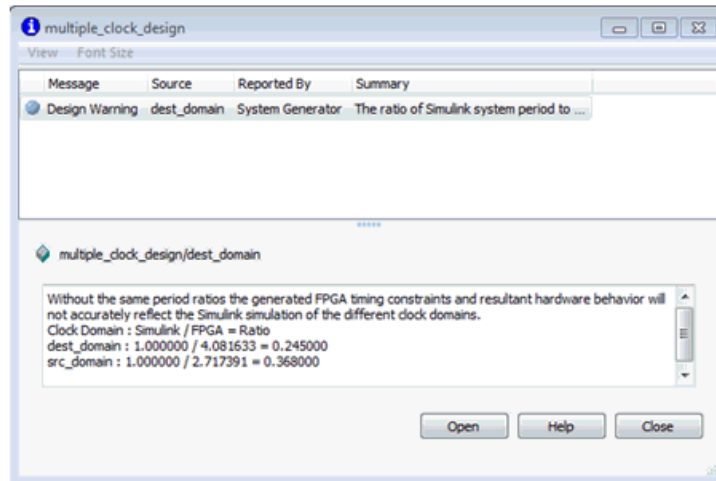 multiple_clock_design
View Font Size
Message Source Reported By Summary
Design Warning dest_domain System Generator The ratio of Simulink system period to ...
multiple_clock_design/dest_domain
Without the same period ratios the generated FPGA timing constraints and resultant hardware behavior will
not accurately reflect the Simulink simulation of the different clock domains.
Clock Domain : Simulink / FPGA = Ratio
dest_domain : 1.000000 / 4.081633 = 0.245000
src_domain : 1.000000 / 2.717391 = 0.368000
Open Help Close